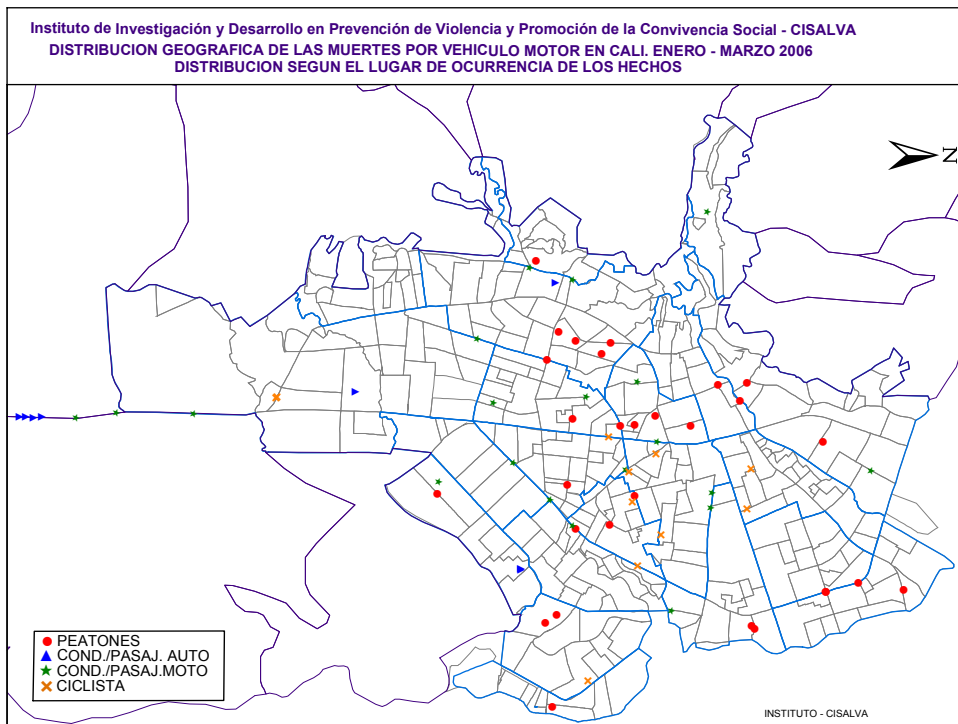 Instituto de Investigación y Desarrollo en Prevención de Violencia y Promoción de la Convivencia Social - CISALVA
DISTRIBUCION GEOGRAFICA DE LAS MUERTES POR VEHICULO MOTOR EN CALI. ENERO - MARZO 2006
DISTRIBUCION SEGUN EL LUGAR DE OCURRENCIA DE LOS HECHOS
N
PEATONES
COND./PASAJ. AUTO
COND./PASAJ.MOTO
CICLISTA
INSTITUTO - CISALVA